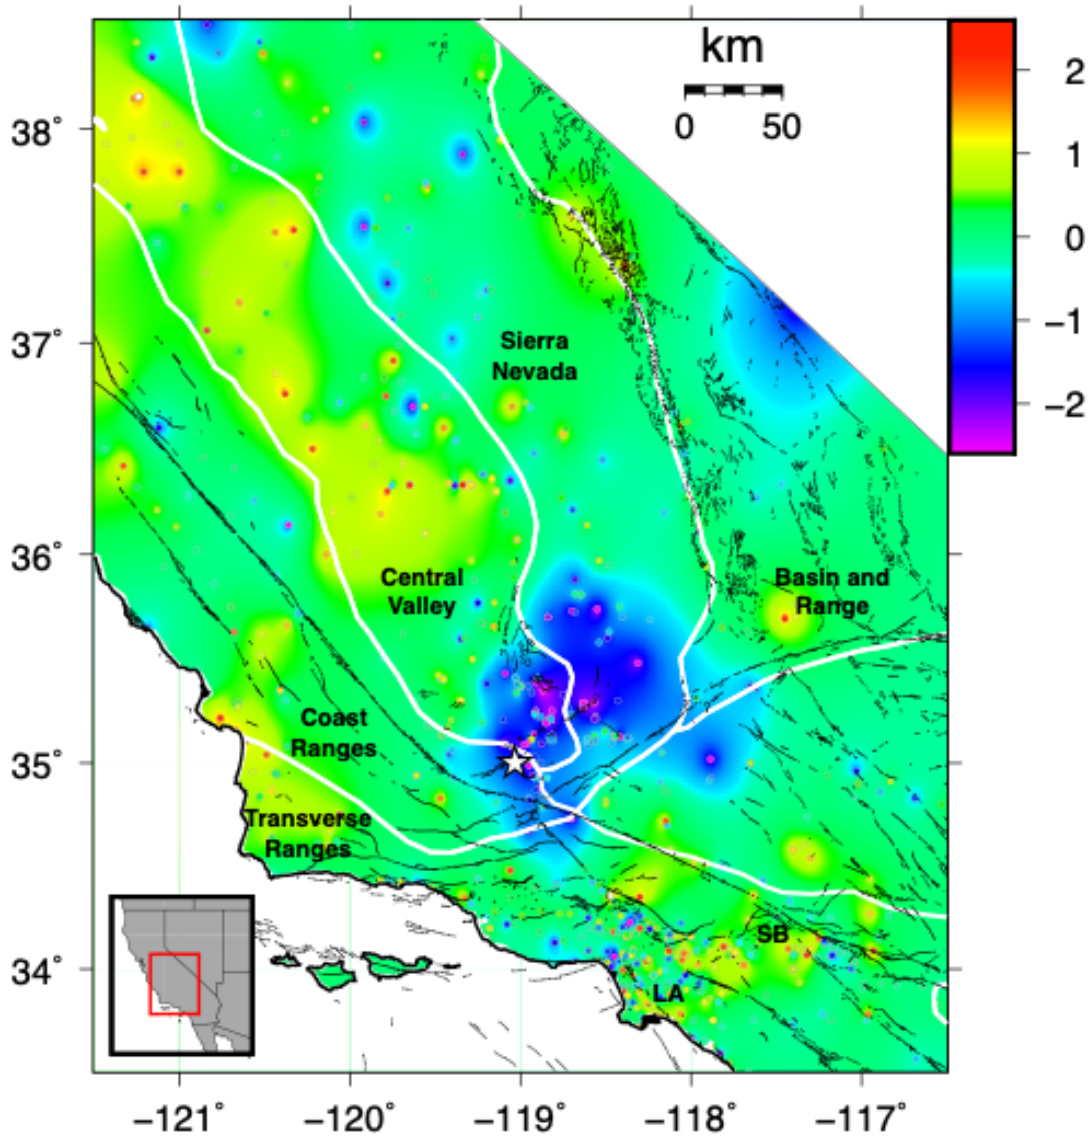 km
0 50
2
1
0
−1
−2
38°
37°
36°
35°
34°
Sierra
Nevada
Central
Valley
Basin and
Range
Coast
Ranges
Transverse
Ranges
SB
LA
−121° −120° −119° −118° −117°